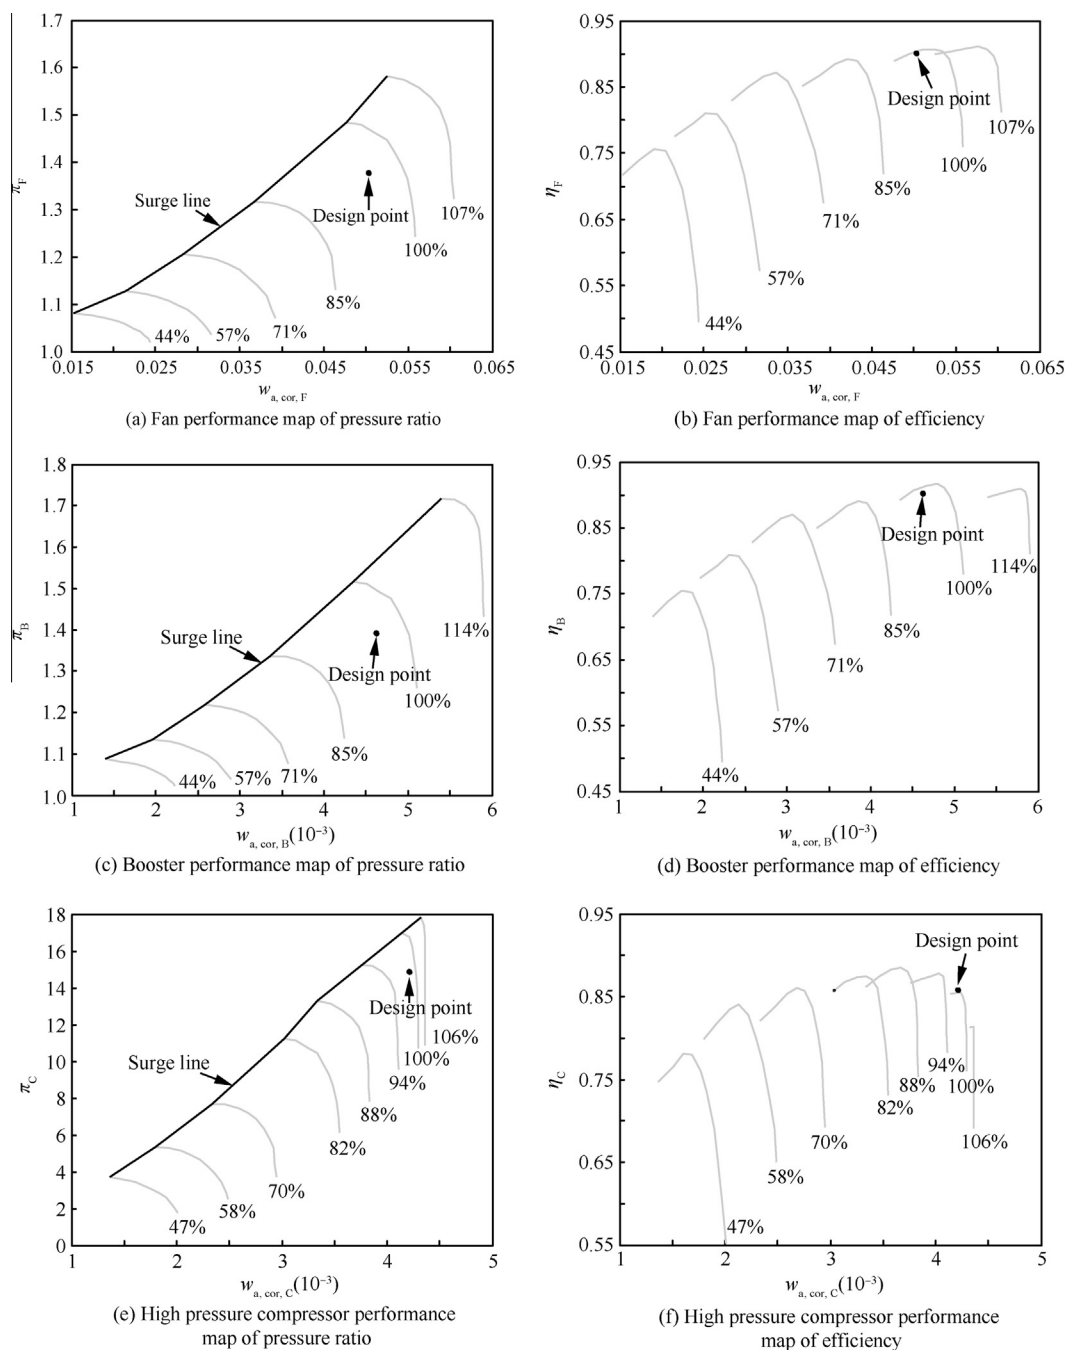 1.7
1.6
1.5
1.4
1.3
1.2
1.1
1.0
π_F
Surge line
Design point
107%
100%
85%
71%
57%
44%
0.015 0.025 0.035 0.045 0.055 0.065
w_a, cor, F
(a) Fan performance map of pressure ratio
0.95
0.85
0.75
0.65
0.55
0.45
η_F
Design point
107%
100%
85%
71%
57%
44%
0.015 0.025 0.035 0.045 0.055 0.065
w_a, cor, F
(b) Fan performance map of efficiency
1.8
1.7
1.6
1.5
1.4
1.3
1.2
1.1
1.0
π_B
Surge line
Design point
114%
100%
85%
71%
57%
44%
1 2 3 4 5 6
w_a, cor, B(10⁻³)
(c) Booster performance map of pressure ratio
0.95
0.85
0.75
0.65
0.55
0.45
η_B
Design point
114%
100%
85%
71%
57%
44%
1 2 3 4 5 6
w_a, cor, B(10⁻³)
(d) Booster performance map of efficiency
18
16
14
12
10
8
6
4
2
0
π_C
Surge line
Design point
106%
100%
94%
88%
82%
70%
58%
47%
1 2 3 4 5
w_a, cor, C(10⁻³)
(e) High pressure compressor performance
map of pressure ratio
0.95
0.85
0.75
0.65
0.55
η_C
Design point
94%
88%
100%
82%
106%
70%
58%
47%
1 2 3 4 5
w_a, cor, C(10⁻³)
(f) High pressure compressor performance
map of efficiency